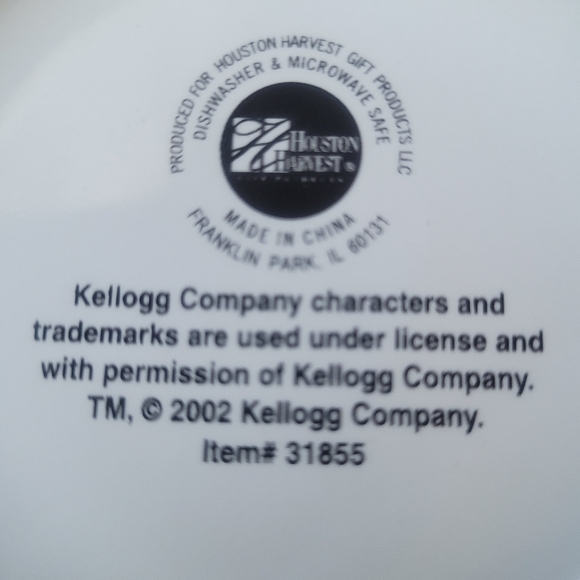 PRODUCED FOR HOUSTON HARVEST GIFT PRODUCTS LLC
DISHWASHER & MICROWAVE SAFE
HOUSTON
HARVEST
MADE IN CHINA
FRANKLIN PARK, IL 60131
Kellogg Company characters and
trademarks are used under license and
with permission of Kellogg Company.
TM, © 2002 Kellogg Company.
Item# 31855